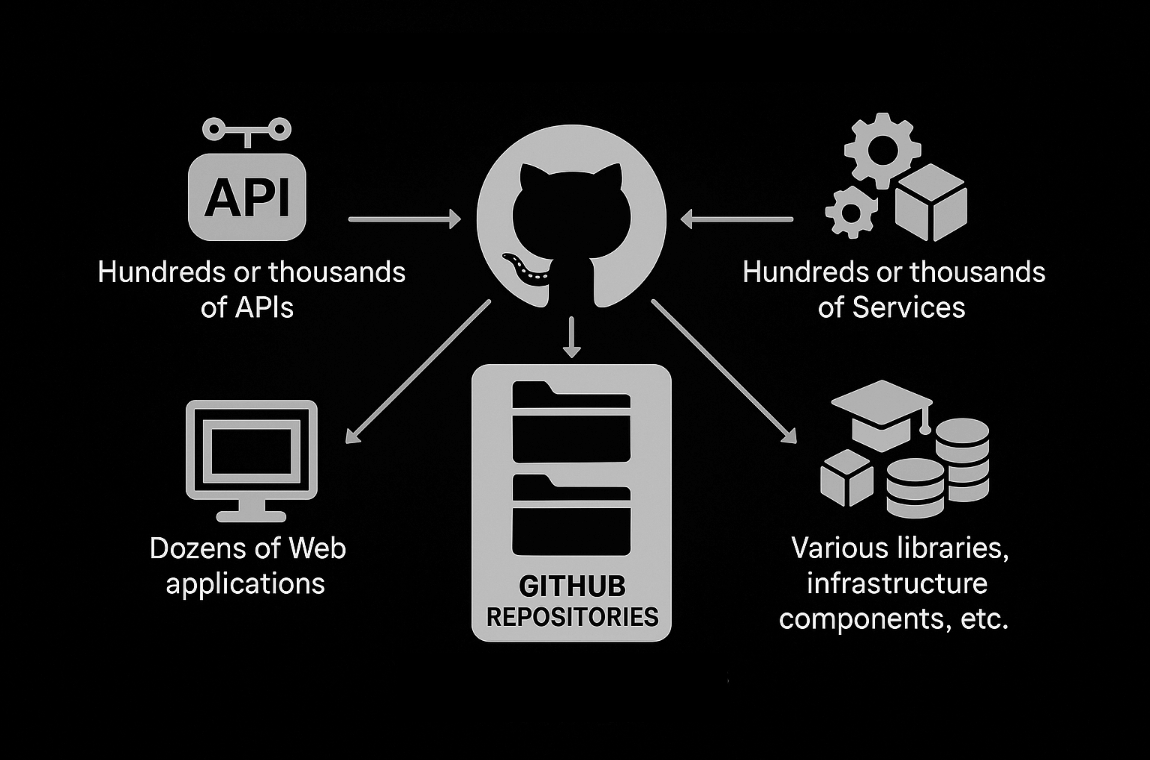 API
Hundreds or thousands
of APIs
Hundreds or thousands
of Services
Dozens of Web
applications
GITHUB
REPOSITORIES
Various libraries,
infrastructure
components, etc.